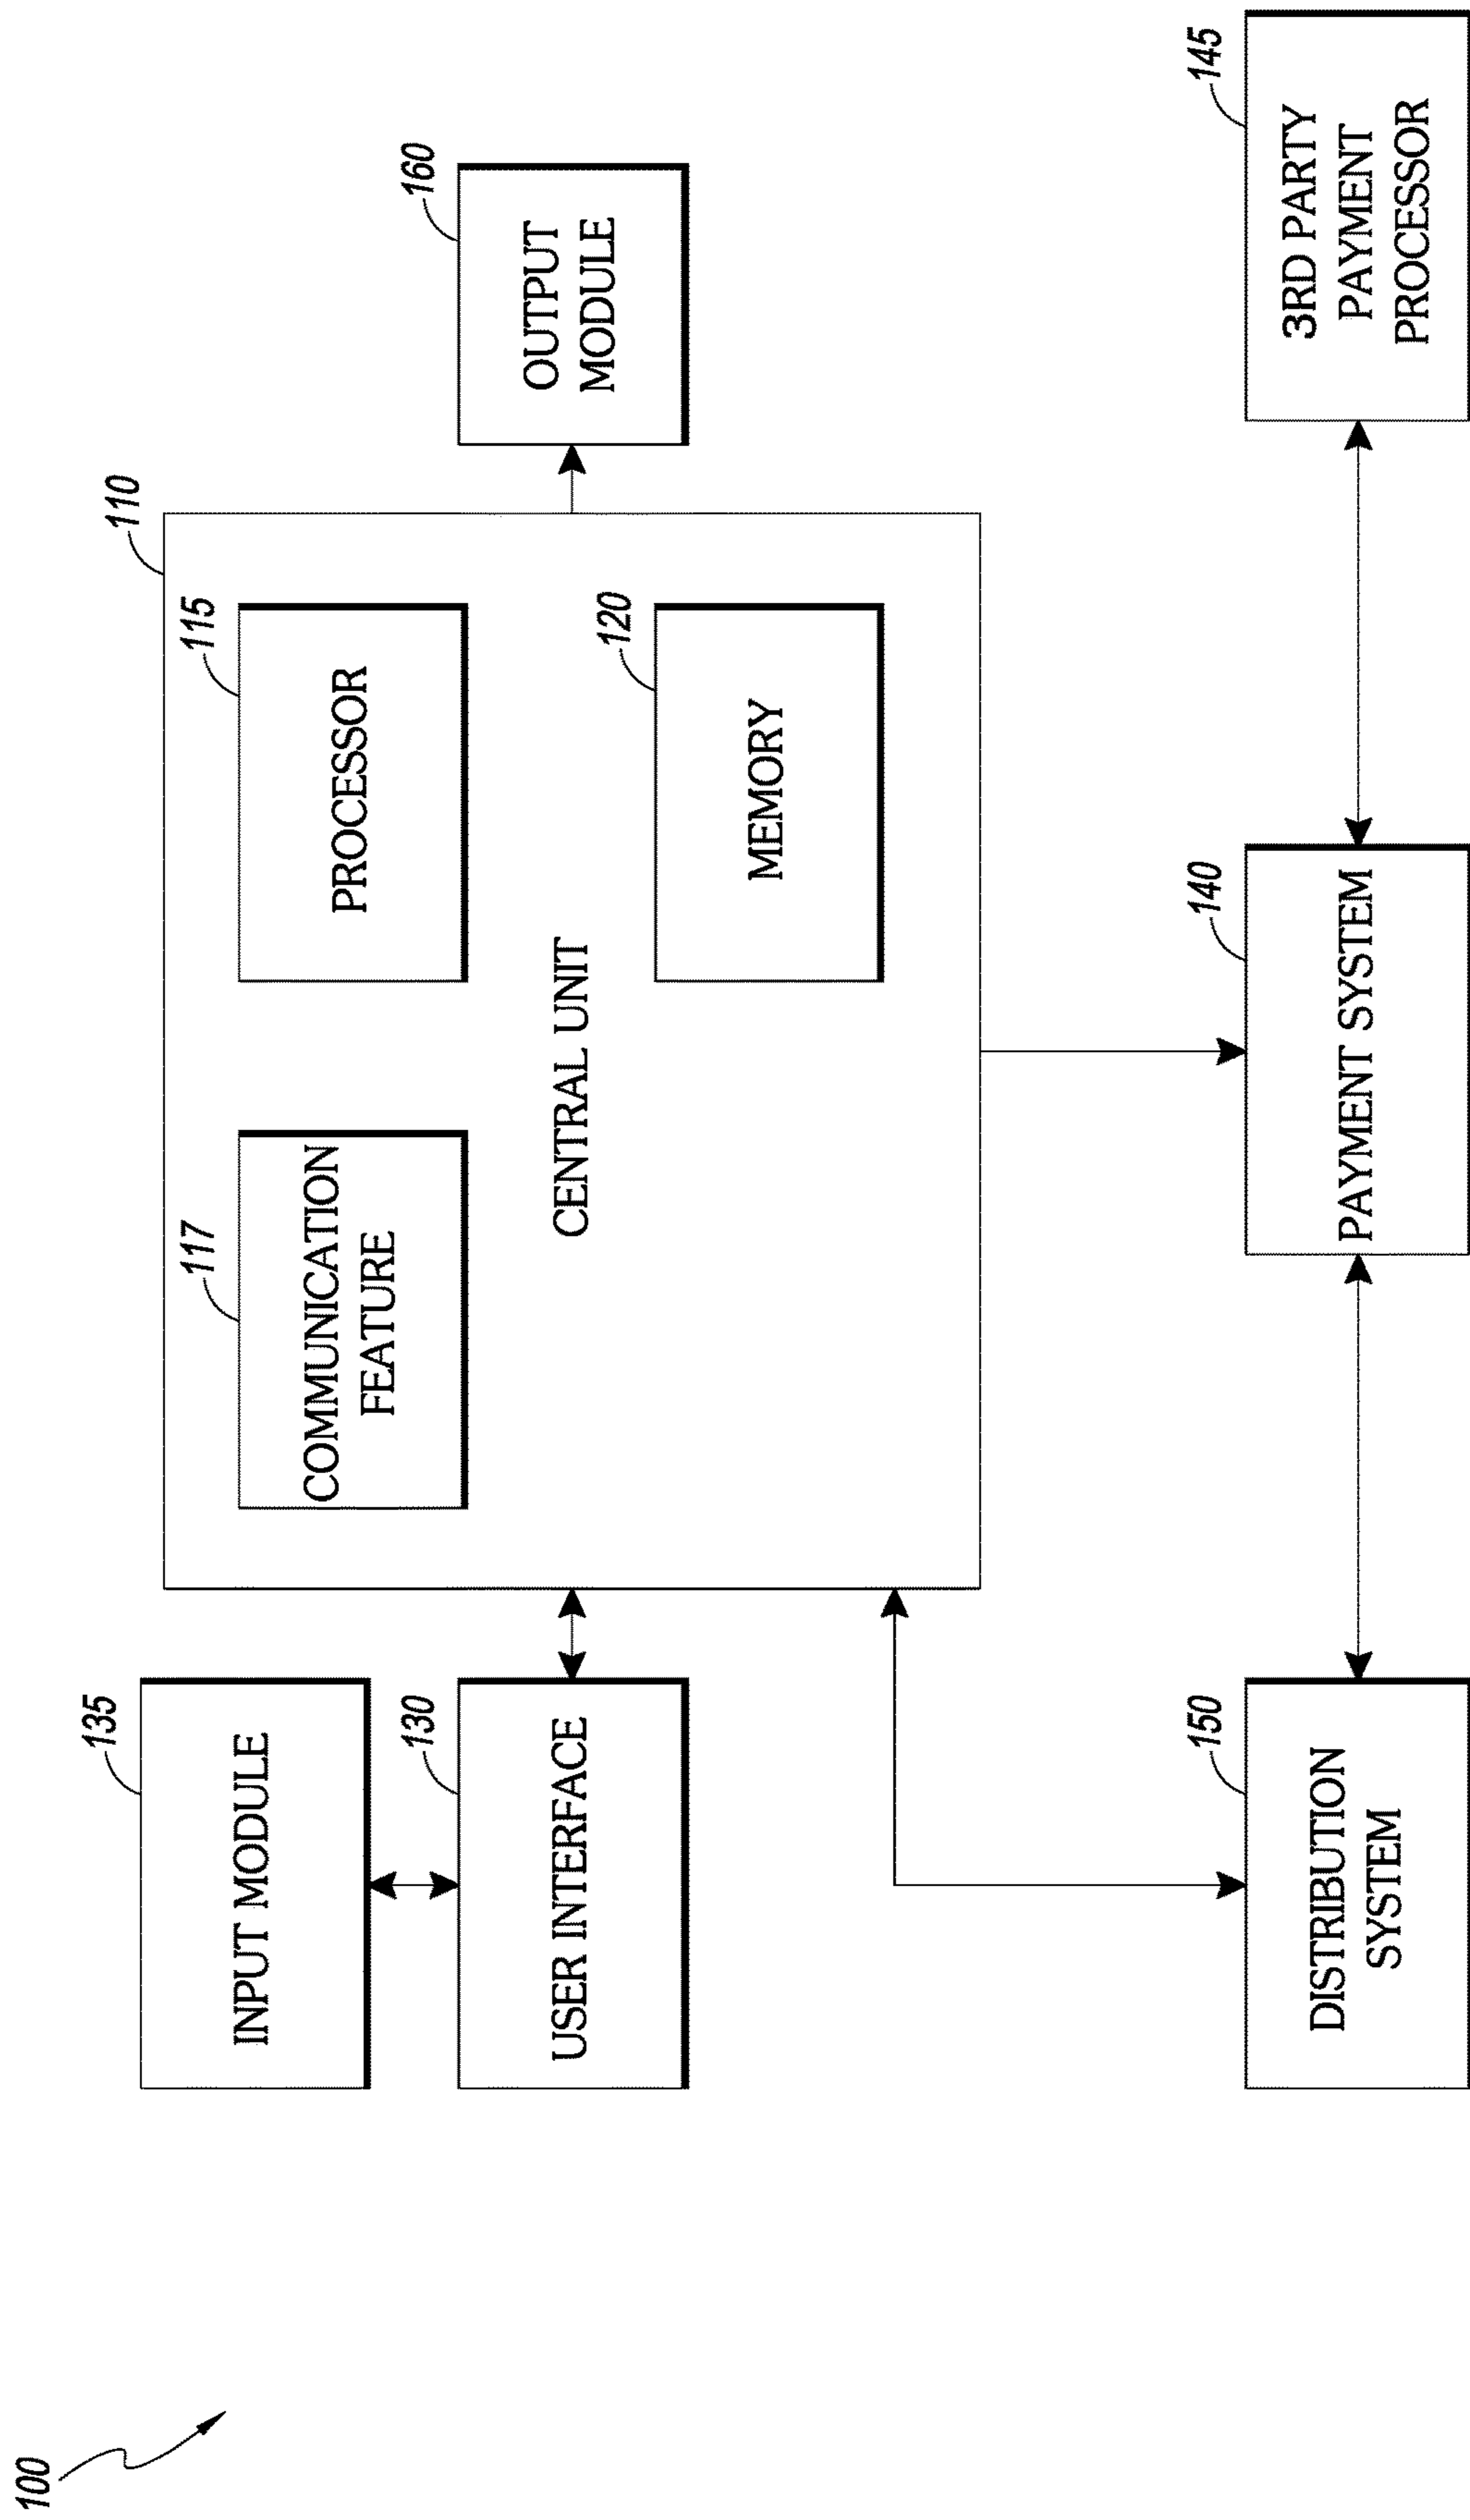 100
135
INPUT MODULE
130
USER INTERFACE
110
117
COMMUNICATION
FEATURE
115
PROCESSOR
CENTRAL UNIT
120
MEMORY
160
OUTPUT
MODULE
150
DISTRIBUTION
SYSTEM
140
PAYMENT SYSTEM
145
3RD PARTY
PAYMENT
PROCESSOR